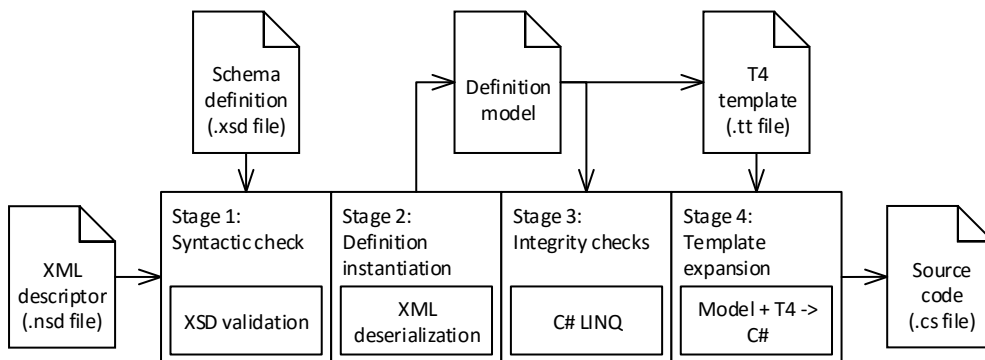 Schema
definition
(.xsd file)
Definition
model
T4
template
(.tt file)
XML
descriptor
(.nsd file)
Stage 1:
Syntactic check
XSD validation
Stage 2:
Definition
instantiation
XML
deserialization
Stage 3:
Integrity checks
C# LINQ
Stage 4:
Template
expansion
Model + T4 ->
C#
Source
code
(.cs file)